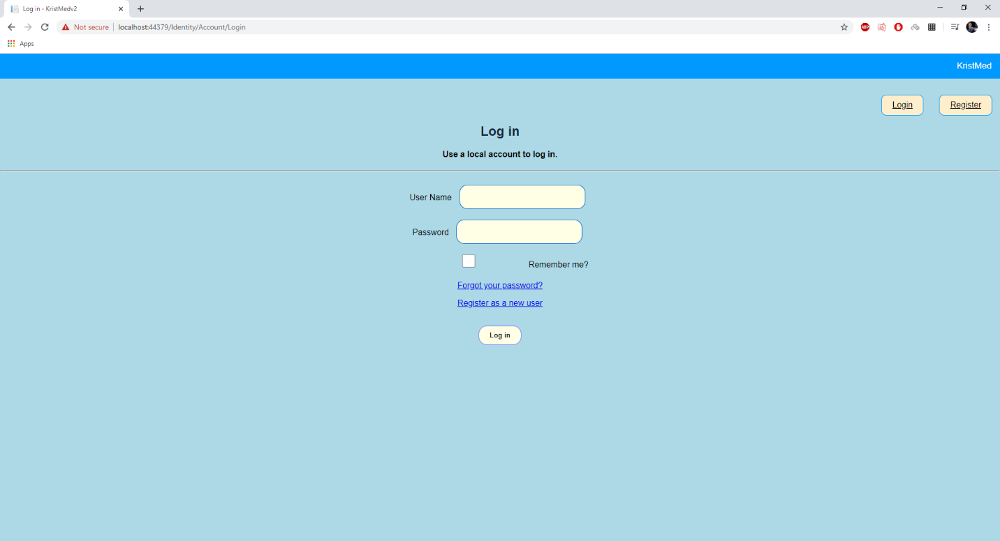 Log in - KristMedv2
Not secure
localhost:44379/Identity/Account/Login
ABP
Apps
KristMed
Login
Register
Log in
Use a local account to log in.
User Name
Password
Remember me?
Forgot your password?
Register as a new user
Log in